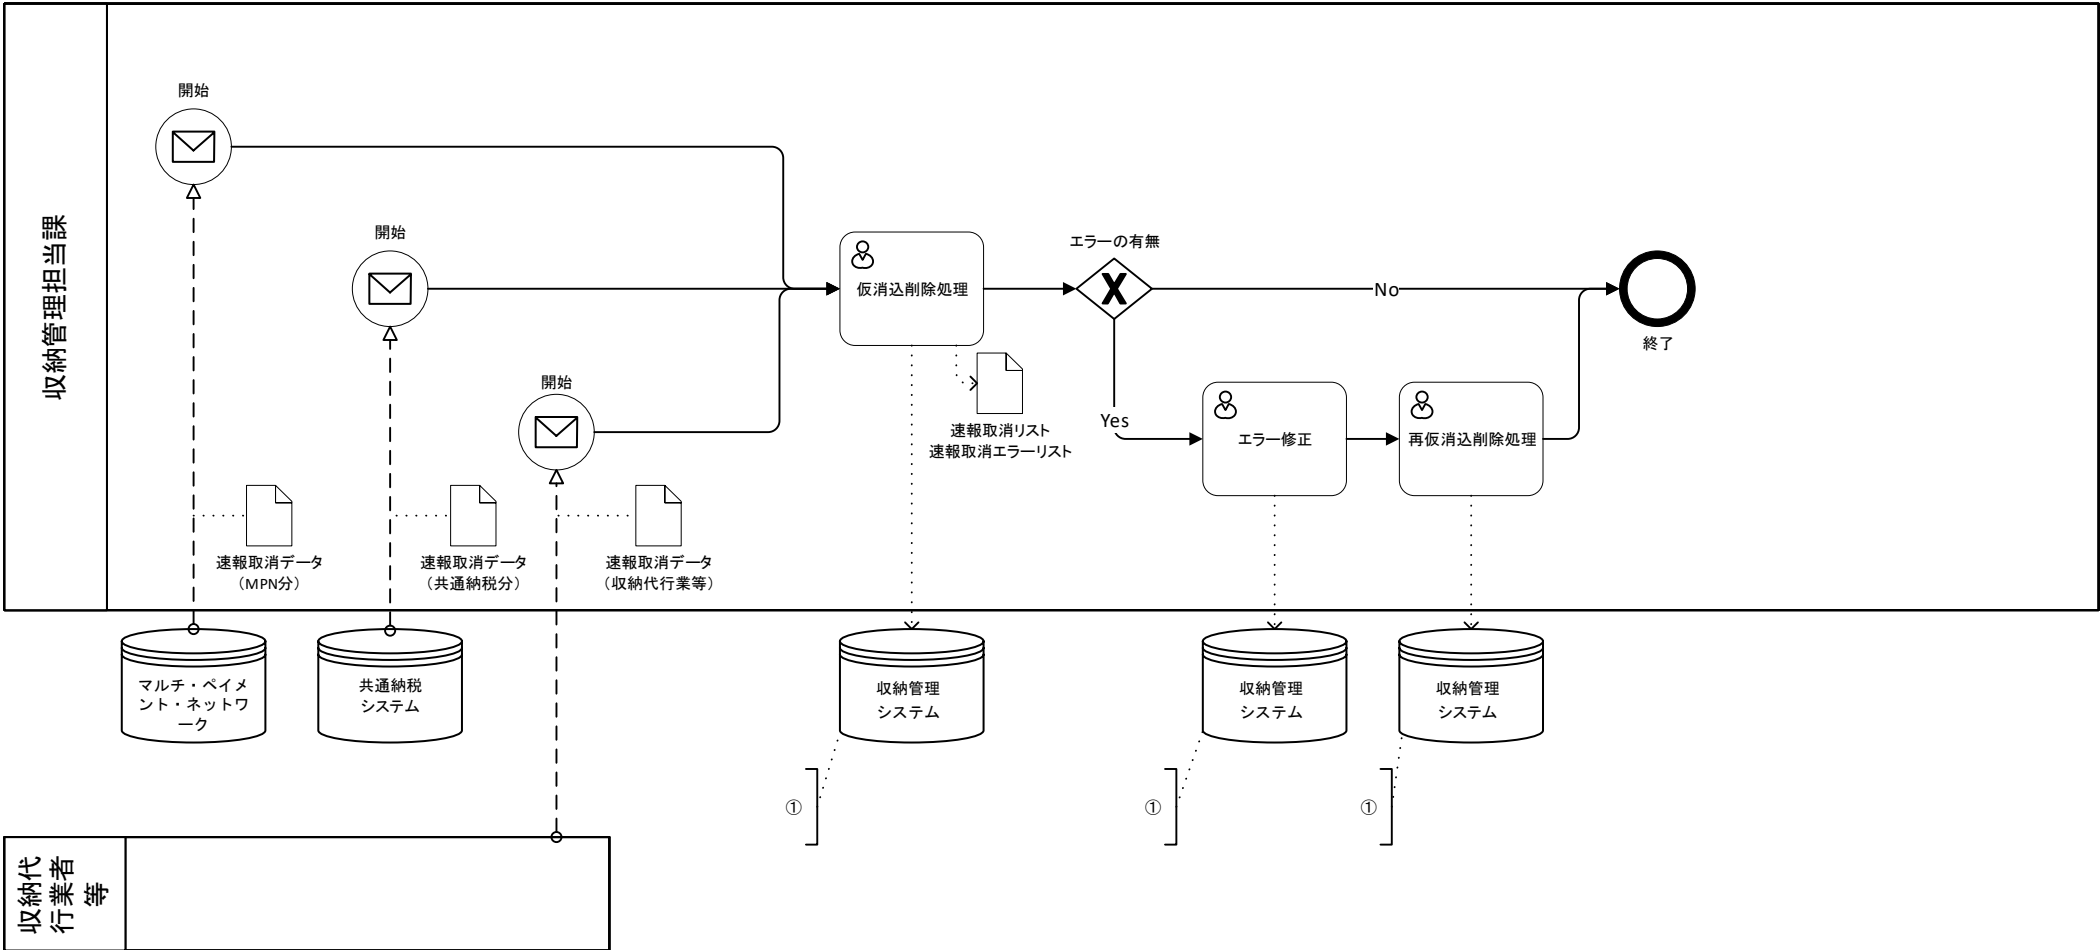 収納管理担当課
開始
開始
開始
速報取消データ
（MPN分）
速報取消データ
（共通納税分）
速報取消データ
（収納代行業等）
仮消込削除処理
速報取消リスト
速報取消エラーリスト
エラーの有無
No
Yes
エラー修正
再仮消込削除処理
終了
マルチ・ペイメ
ント・ネットワ
ーク
共通納税
システム
収納管理
システム
収納管理
システム
収納管理
システム
①
①
①
収納代
行業者
等